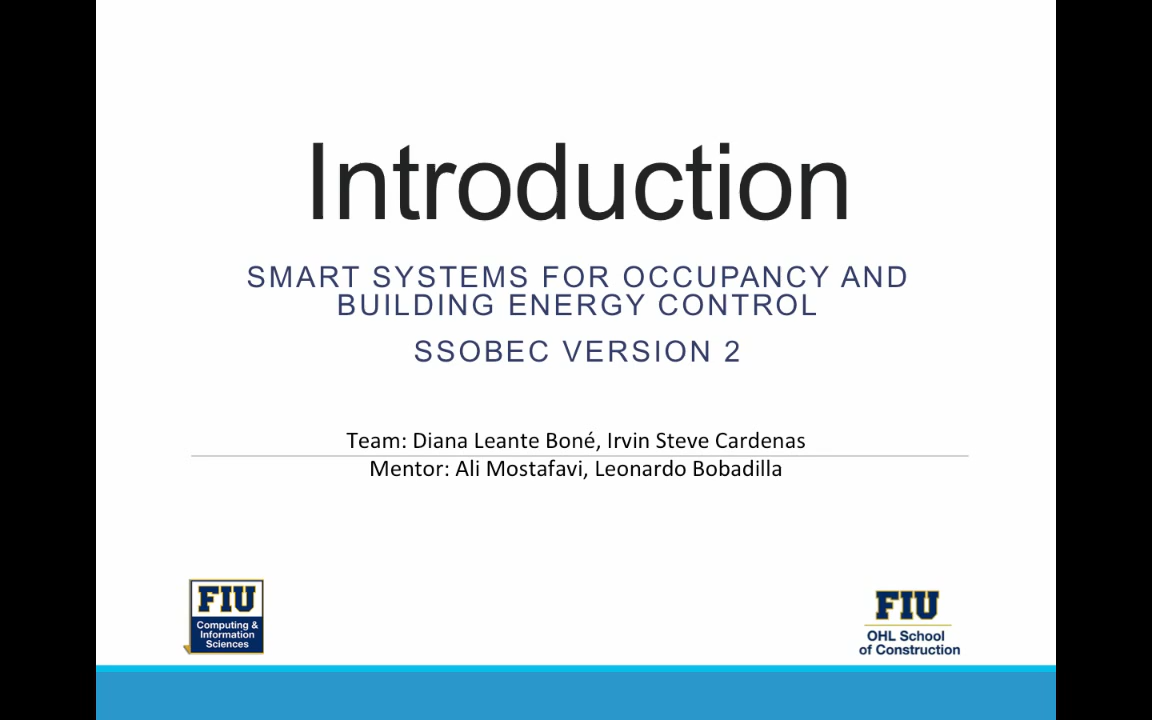 Introduction
SMART SYSTEMS FOR OCCUPANCY AND
BUILDING ENERGY CONTROL
SSOBEC VERSION 2
Team: Diana Leante Boné, Irvin Steve Cardenas
Mentor: Ali Mostafavi, Leonardo Bobadilla
FIU
Computing &
Information
Sciences
FIU
OHL School
of Construction